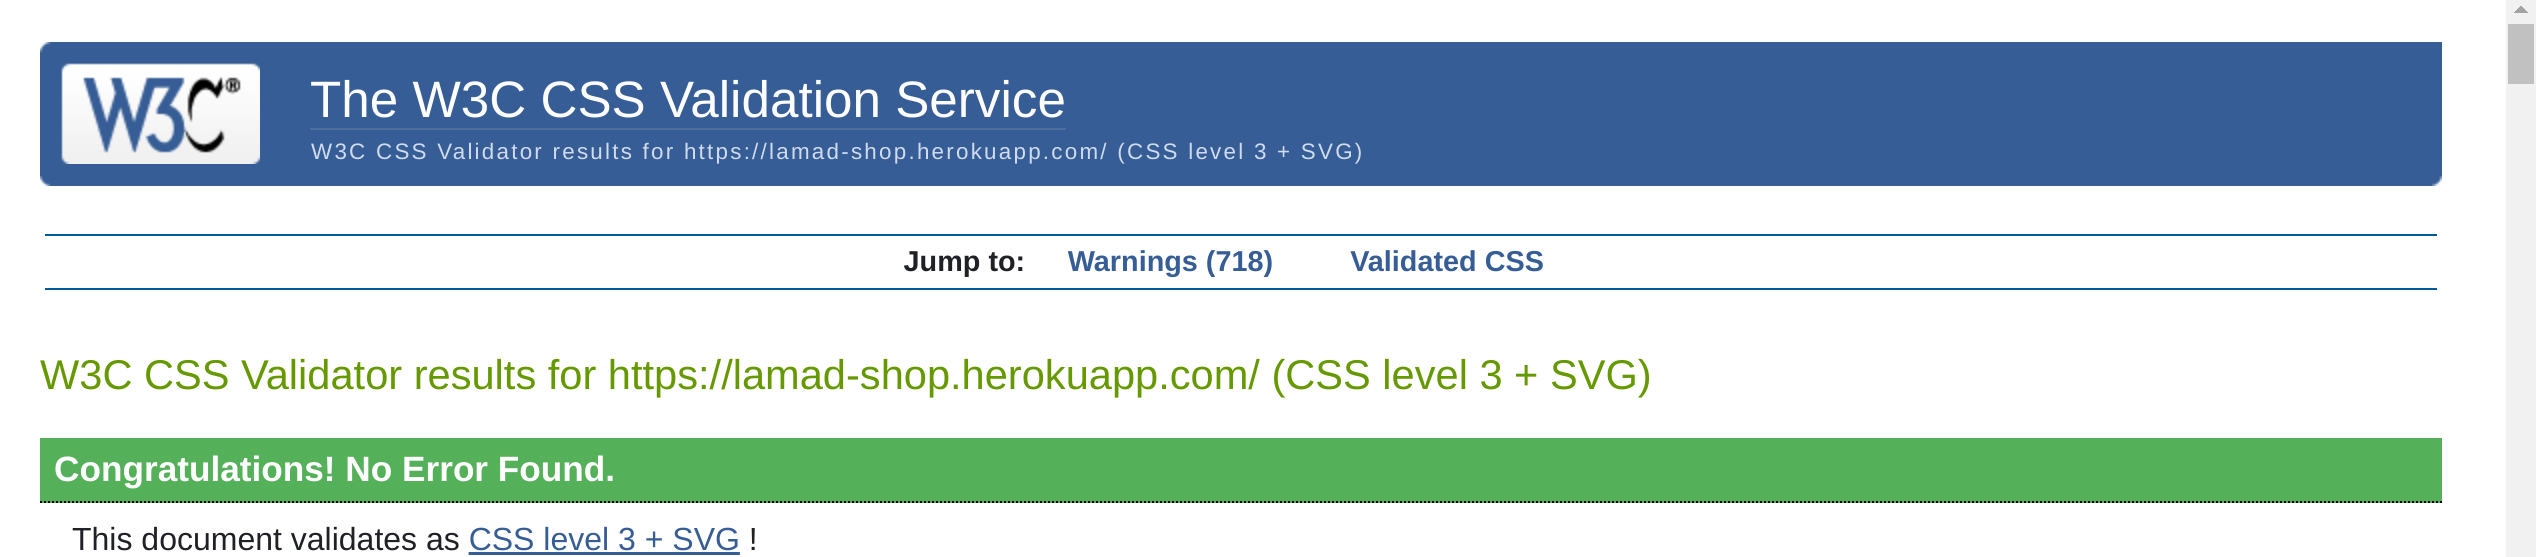 W3C®
The W3C CSS Validation Service
W3C CSS Validator results for https://lamad-shop.herokuapp.com/ (CSS level 3 + SVG)
Jump to: Warnings (718) Validated CSS
W3C CSS Validator results for https://lamad-shop.herokuapp.com/ (CSS level 3 + SVG)
Congratulations! No Error Found.
This document validates as CSS level 3 + SVG !